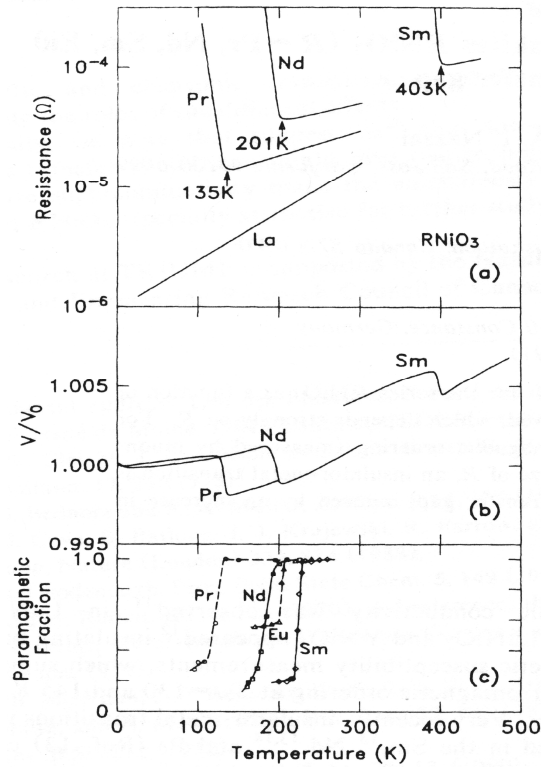 Resistance (Ω)
10⁻⁴
10⁻⁵
10⁻⁶
Pr
Nd
Sm
135K
201K
403K
La
RNiO₃
(a)
V/V₀
1.005
1.000
0.995
Sm
Nd
Pr
(b)
Paramagnetic
Fraction
1.0
0
Pr
Nd
Eu
Sm
(c)
0
100
200
300
400
500
Temperature (K)